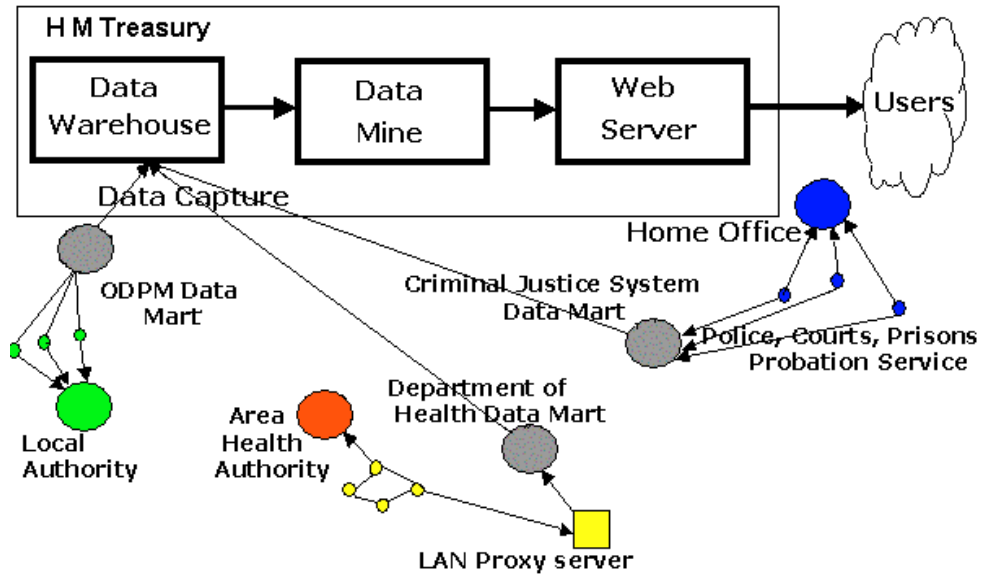 H M Treasury
Data
Warehouse
Data
Mine
Web
Server
Users
Data Capture
Home Office
ODPM Data
Mart
Criminal Justice System
Data Mart
Police, Courts, Prisons
Probation Service
Department of
Health Data Mart
Area
Health
Authority
Local
Authority
LAN Proxy server